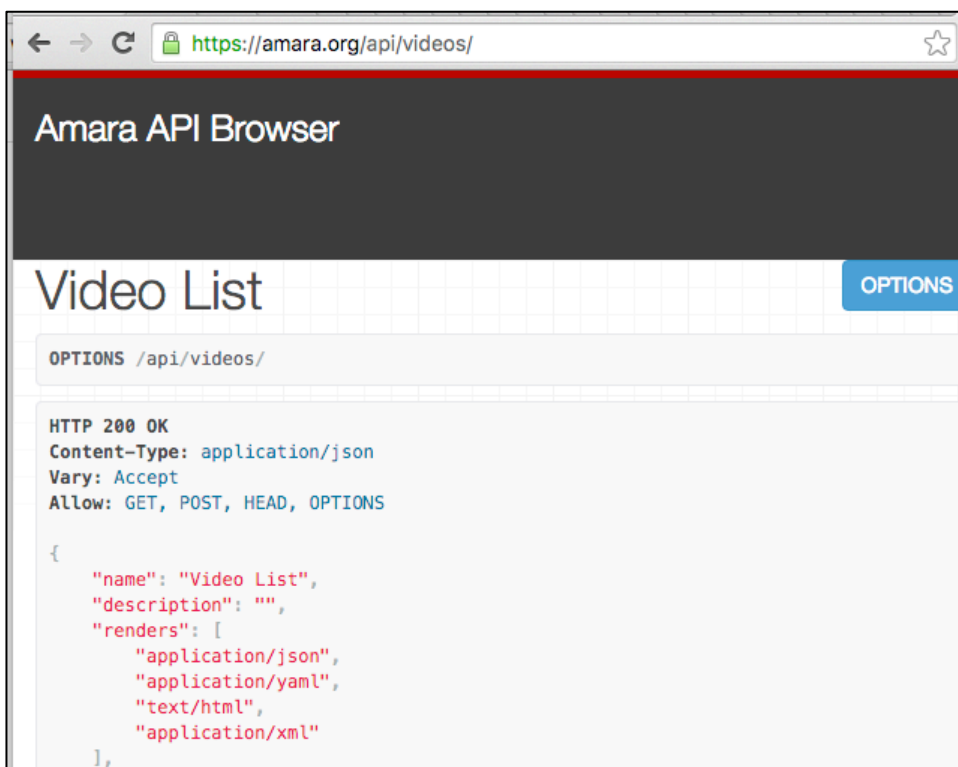 https://amara.org/api/videos/
Amara API Browser
Video List
OPTIONS
OPTIONS /api/videos/
HTTP 200 OK
Content-Type: application/json
Vary: Accept
Allow: GET, POST, HEAD, OPTIONS
{
"name": "Video List",
"description": "",
"renders": [
"application/json",
"application/yaml",
"text/html",
"application/xml"
],